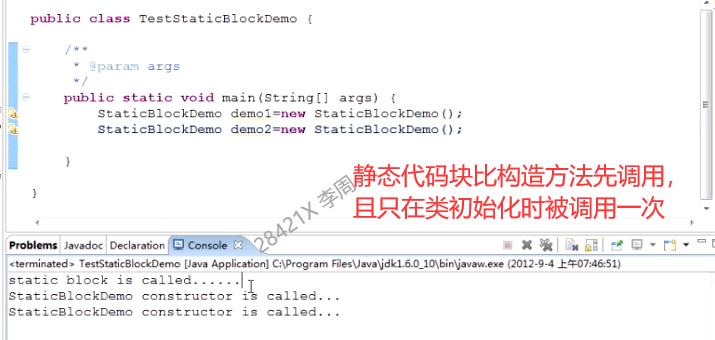 public class TestStaticBlockDemo {
/**
* @param args
*/
public static void main(String[] args) {
StaticBlockDemo demo1=new StaticBlockDemo();
StaticBlockDemo demo2=new StaticBlockDemo();
}
}
静态代码块比构造方法先调用，
且只在类初始化时被调用一次
28421X 李周
Problems Javadoc Declaration Console
<terminated> TestStaticBlockDemo [Java Application] C:\Program Files\Java\jdk1.6.0_10\bin\javaw.exe (2012-9-4 上午07:46:51)
static block is called......
StaticBlockDemo constructor is called...
StaticBlockDemo constructor is called...